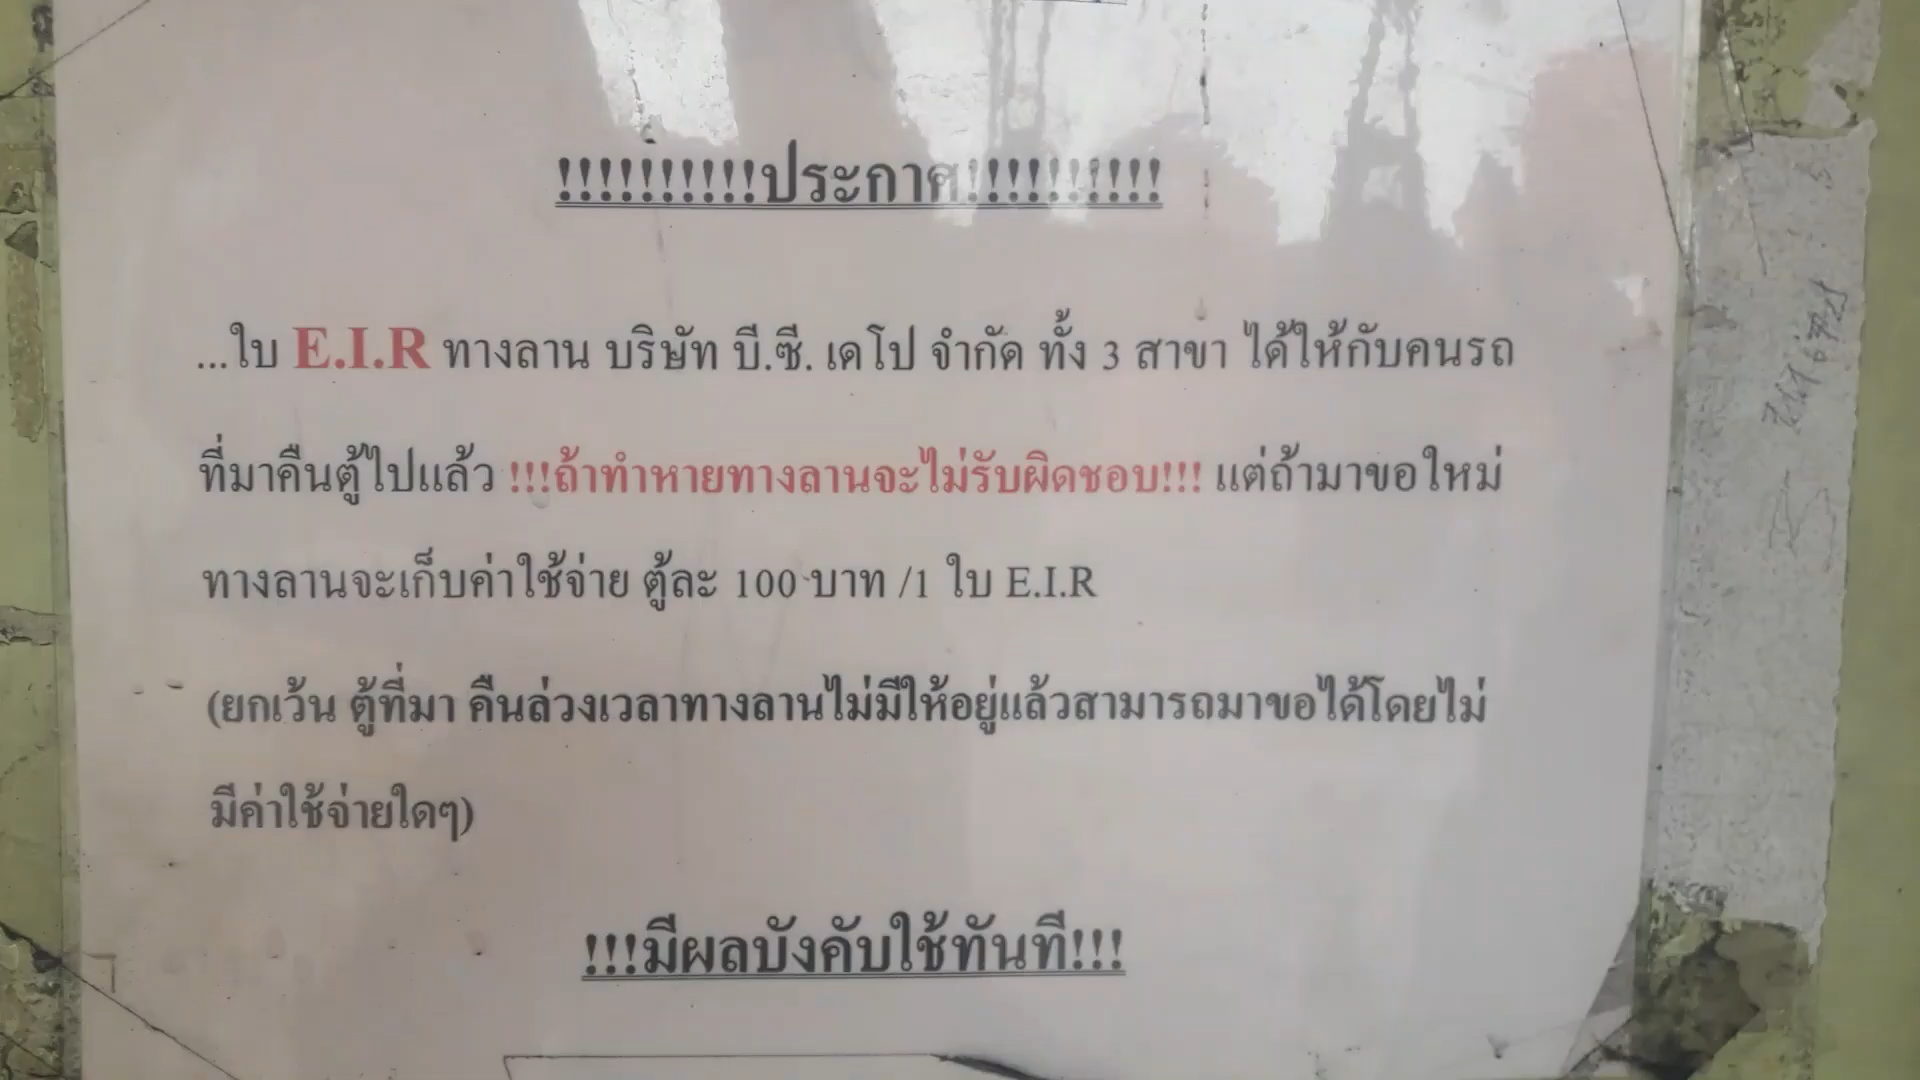 !!!!!!!!!!ประกาศ!!!!!!!!!!
...ใบ E.I.R ทางลาน บริษัท บี.ซี. เดโป จำกัด ทั้ง 3 สาขา ได้ให้กับคนรถ
ที่มาคืนตู้ไปแล้ว !!!ถ้าทำหายทางลานจะไม่รับผิดชอบ!!! แต่ถ้ามาขอใหม่
ทางลานจะเก็บค่าใช้จ่าย ตู้ละ 100 บาท /1 ใบ E.I.R
(ยกเว้น ตู้ที่มา คืนล่วงเวลาทางลานไม่มีให้อยู่แล้วสามารถมาขอได้โดยไม่
มีค่าใช้จ่ายใดๆ)
!!!มีผลบังคับใช้ทันที!!!